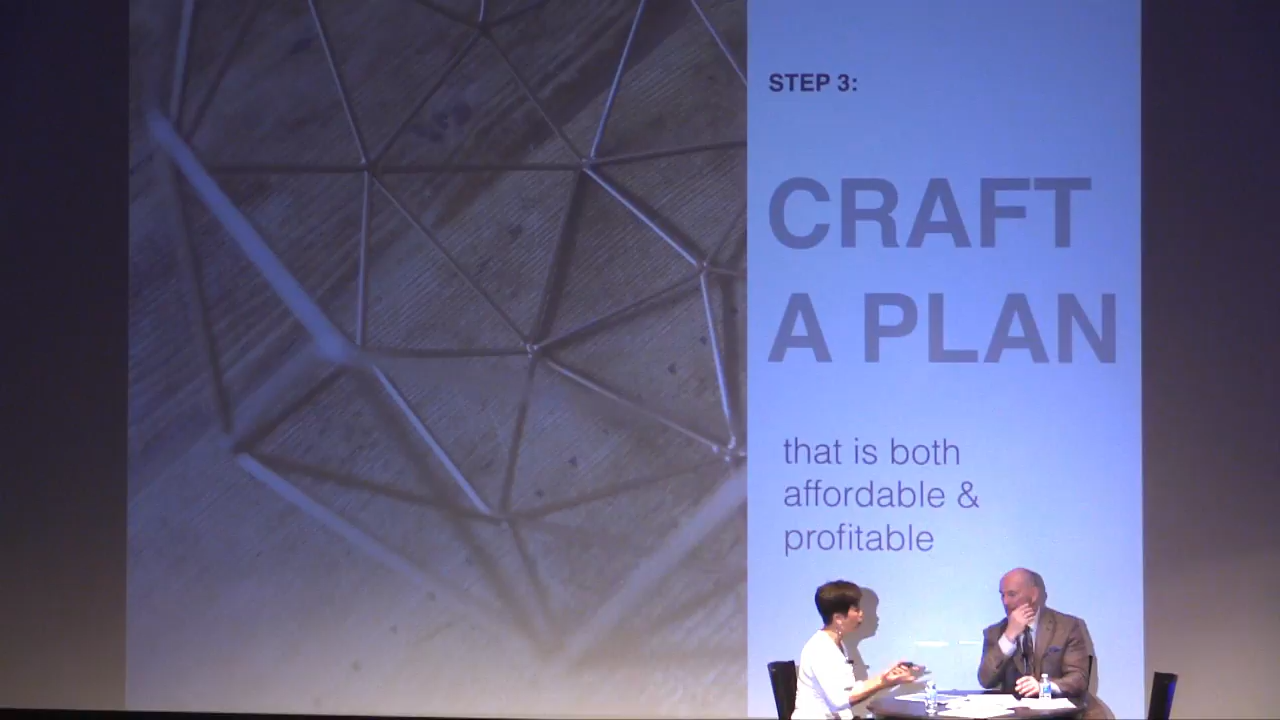 STEP 3:
CRAFT
A PLAN
that is both
affordable &
profitable